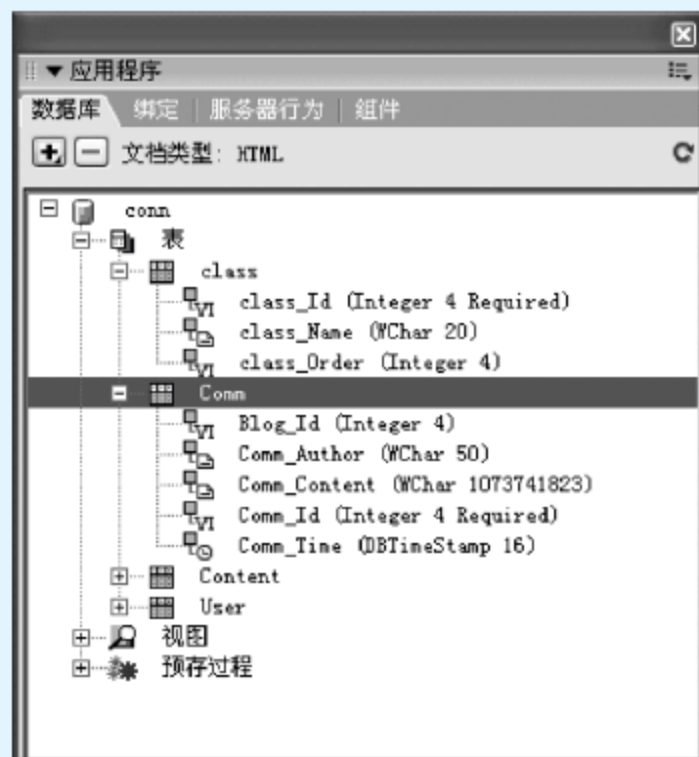 应用程序
数据库 绑定 服务器行为 组件
文档类型: HTML
conn
表
class
class_Id (Integer 4 Required)
class_Name (WChar 20)
class_Order (Integer 4)
Comm
Blog_Id (Integer 4)
Comm_Author (WChar 50)
Comm_Content (WChar 1073741823)
Comm_Id (Integer 4 Required)
Comm_Time (DBTimeStamp 16)
Content
User
视图
预存过程